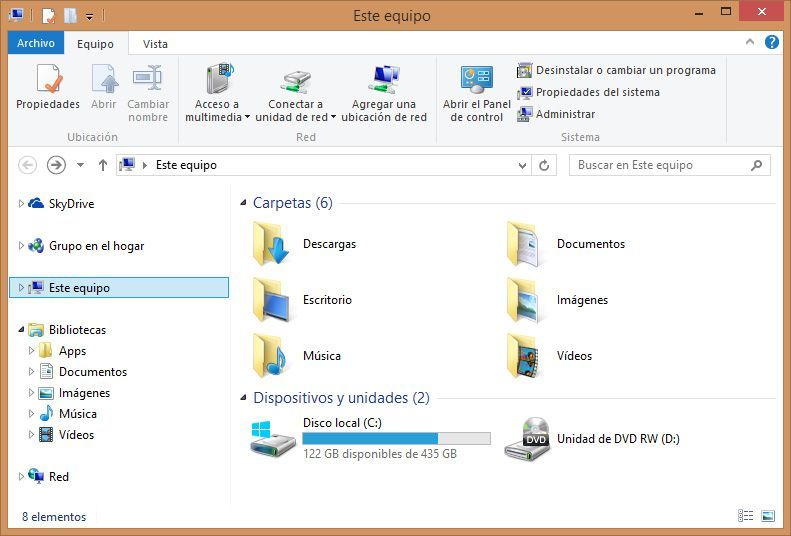 Este equipo
Archivo
Equipo
Vista
Propiedades
Abrir
Cambiar
nombre
Ubicación
Acceso a
multimedia
Conectar a
unidad de red
Agregar una
ubicación de red
Red
Abrir el Panel
de control
Desinstalar o cambiar un programa
Propiedades del sistema
Administrar
Sistema
Este equipo
Buscar en Este equipo
SkyDrive
Grupo en el hogar
Este equipo
Bibliotecas
Apps
Documentos
Imágenes
Música
Vídeos
Red
Carpetas (6)
Descargas
Documentos
Escritorio
Imágenes
Música
Vídeos
Dispositivos y unidades (2)
Disco local (C:)
122 GB disponibles de 435 GB
DVD
Unidad de DVD RW (D:)
8 elementos